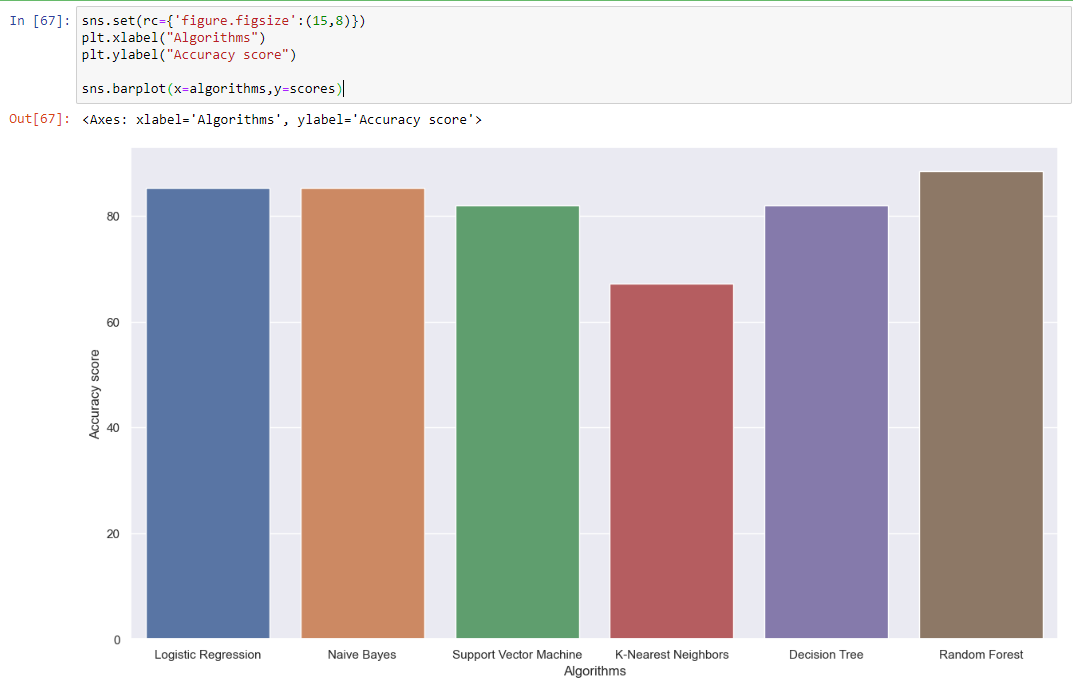 In [67]: sns.set(rc={'figure.figsize':(15,8)})
plt.xlabel("Algorithms")
plt.ylabel("Accuracy score")
sns.barplot(x=algorithms,y=scores)
Out[67]: <Axes: xlabel='Algorithms', ylabel='Accuracy score'>
80
60
40
20
0
Accuracy score
Logistic Regression Naive Bayes Support Vector Machine K-Nearest Neighbors Decision Tree Random Forest
Algorithms